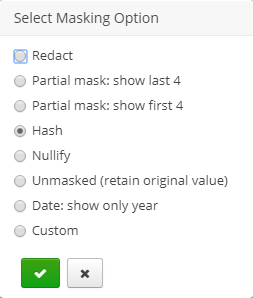 Select Masking Option
Redact
Partial mask: show last 4
Partial mask: show first 4
Hash
Nullify
Unmasked (retain original value)
Date: show only year
Custom